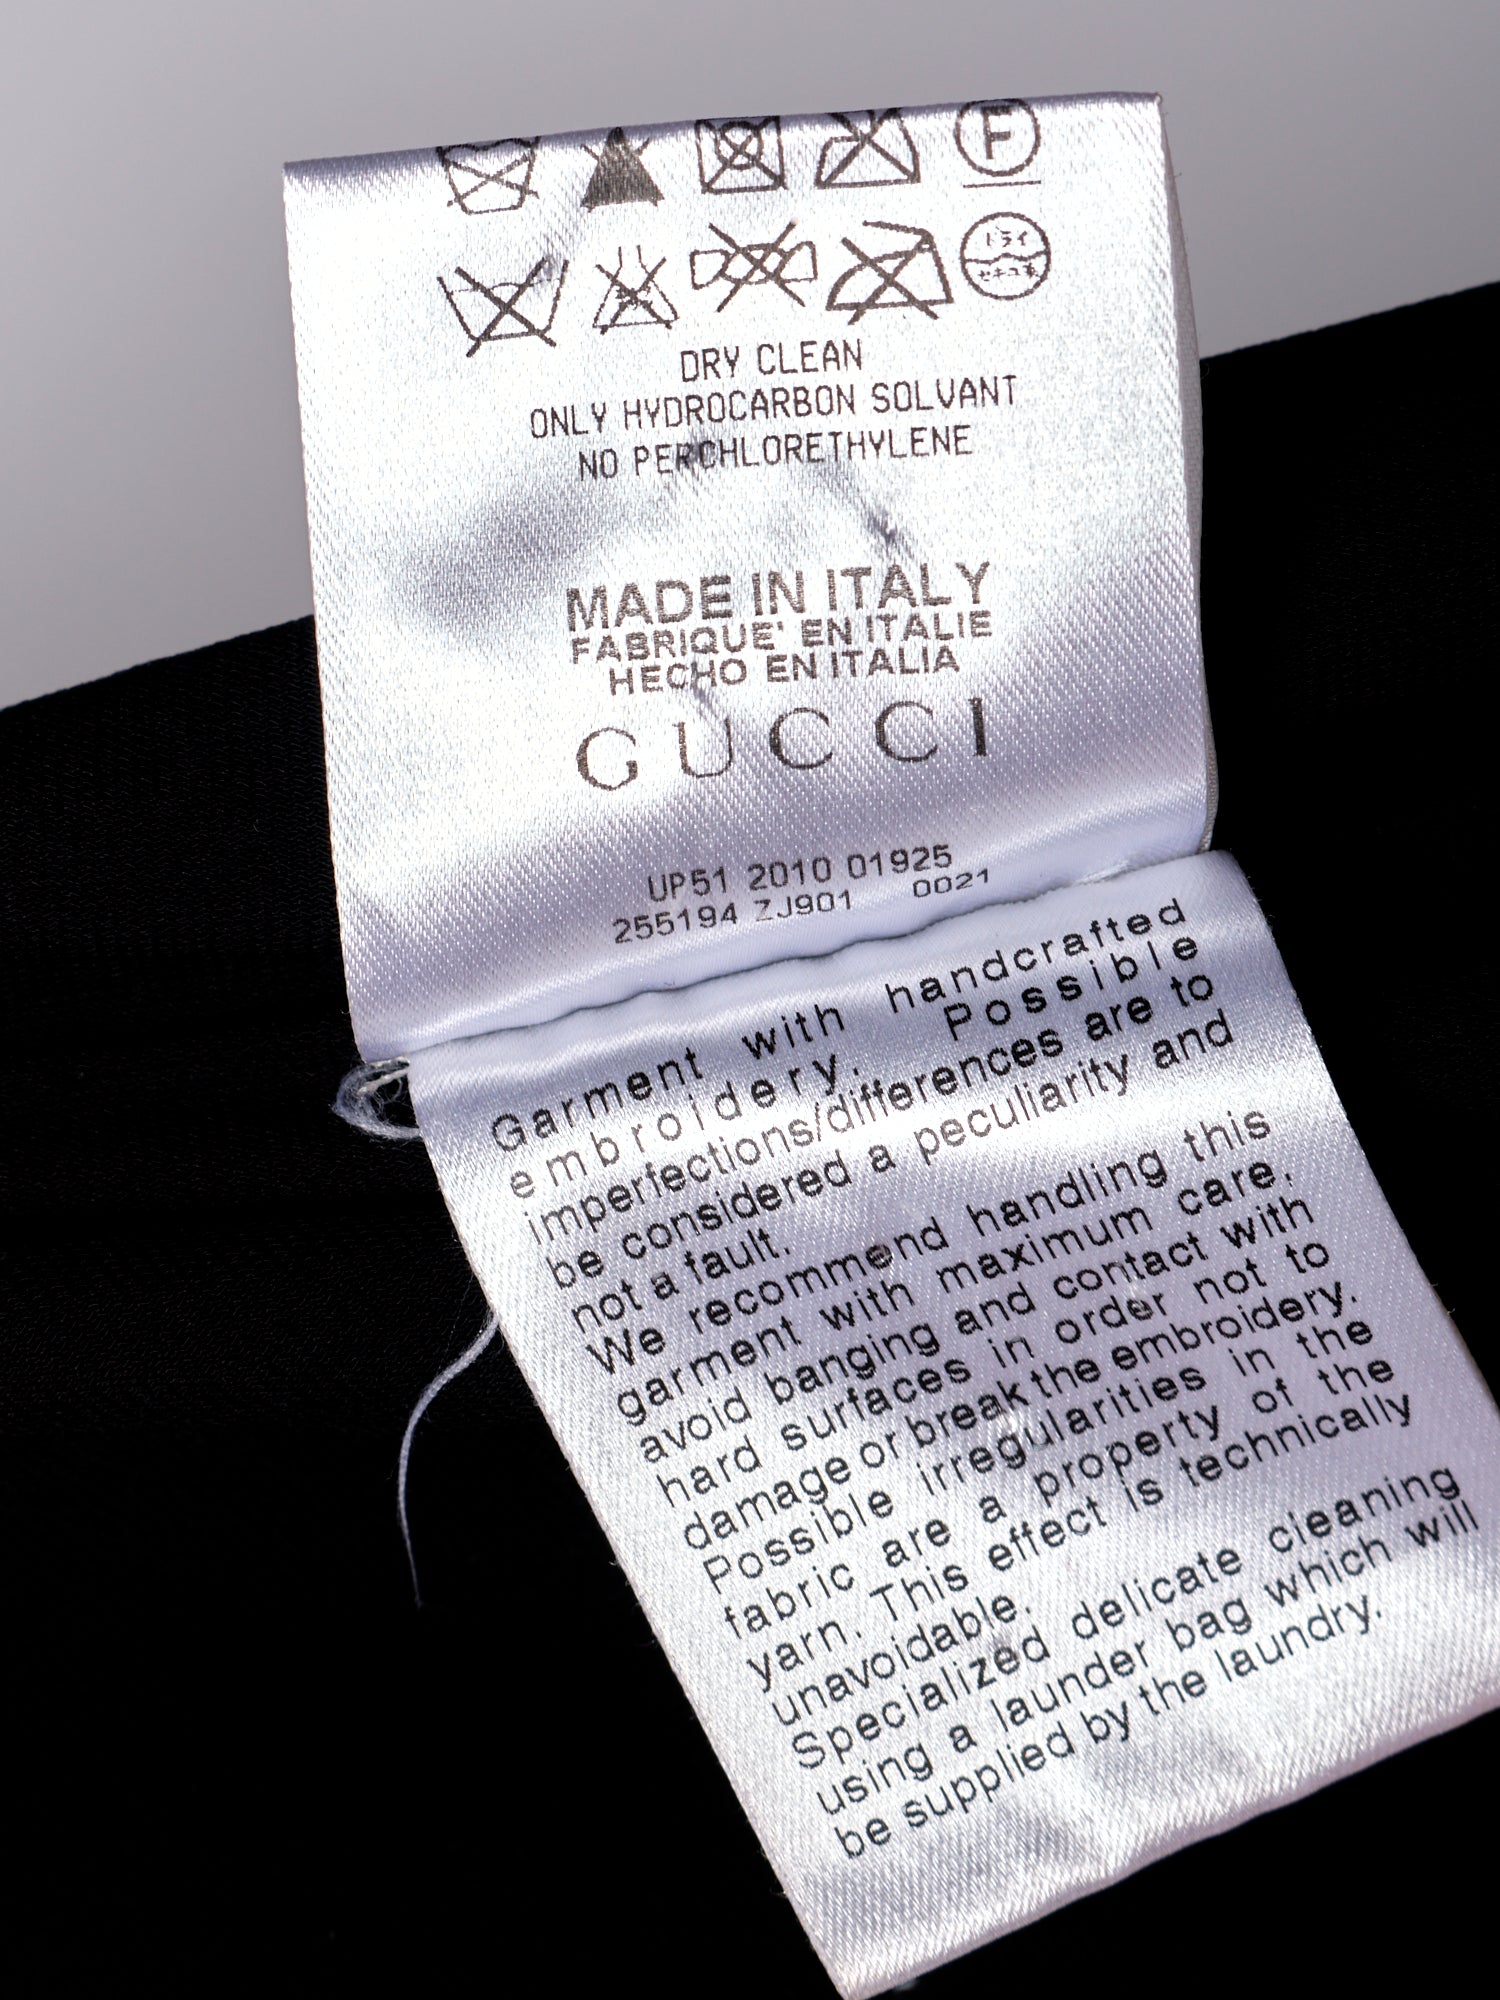 F
ドライ
セキユ系
DRY CLEAN
ONLY HYDROCARBON SOLVANT
NO PERCHLORETHYLENE
MADE IN ITALY
FABRIQUE' EN ITALIE
HECHO EN ITALIA
GUCCI
UP51 2010 01925
255194 ZJ901 0021
Garment with handcrafted
embroidery. Possible
imperfections/differences are to
be considered a peculiarity and
not a fault.
We recommend handling this
garment with maximum care,
avoid banging and contact with
hard surfaces in order not to
damage or break the embroidery.
Possible irregularities in the
fabric are a property of the
yarn. This effect is technically
unavoidable.
Specialized delicate cleaning
using a launder bag which will
be supplied by the laundry.